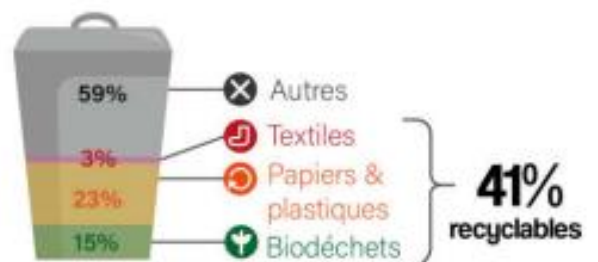 59%
Autres
3%
Textiles
23%
Papiers &
plastiques
15%
Biodéchets
41%
recyclables